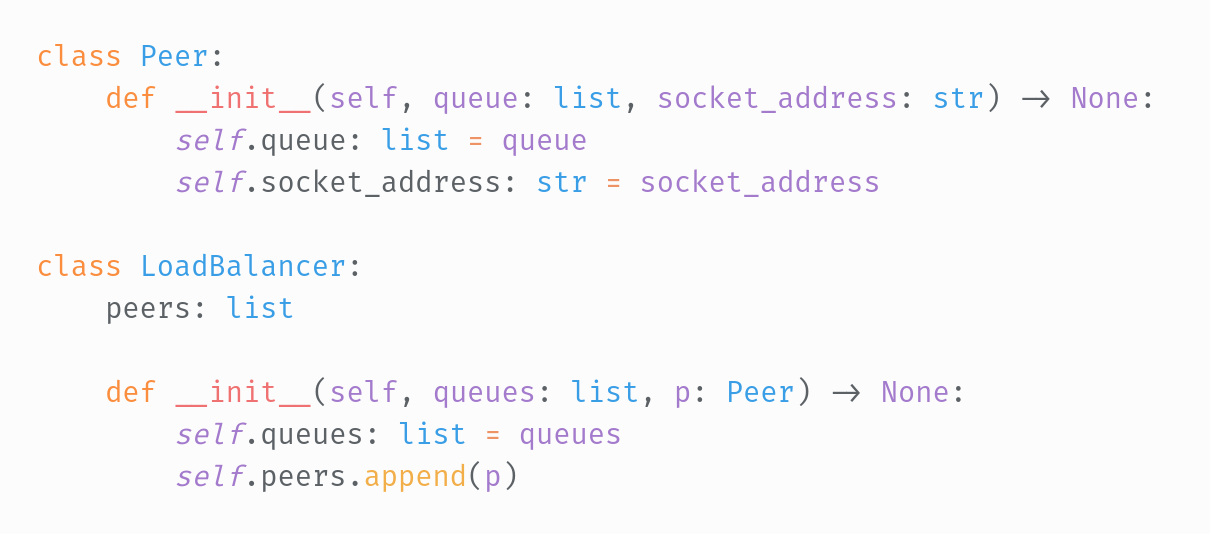 class Peer:
    def __init__(self, queue: list, socket_address: str) -> None:
        self.queue: list = queue
        self.socket_address: str = socket_address

class LoadBalancer:
    peers: list

    def __init__(self, queues: list, p: Peer) -> None:
        self.queues: list = queues
        self.peers.append(p)